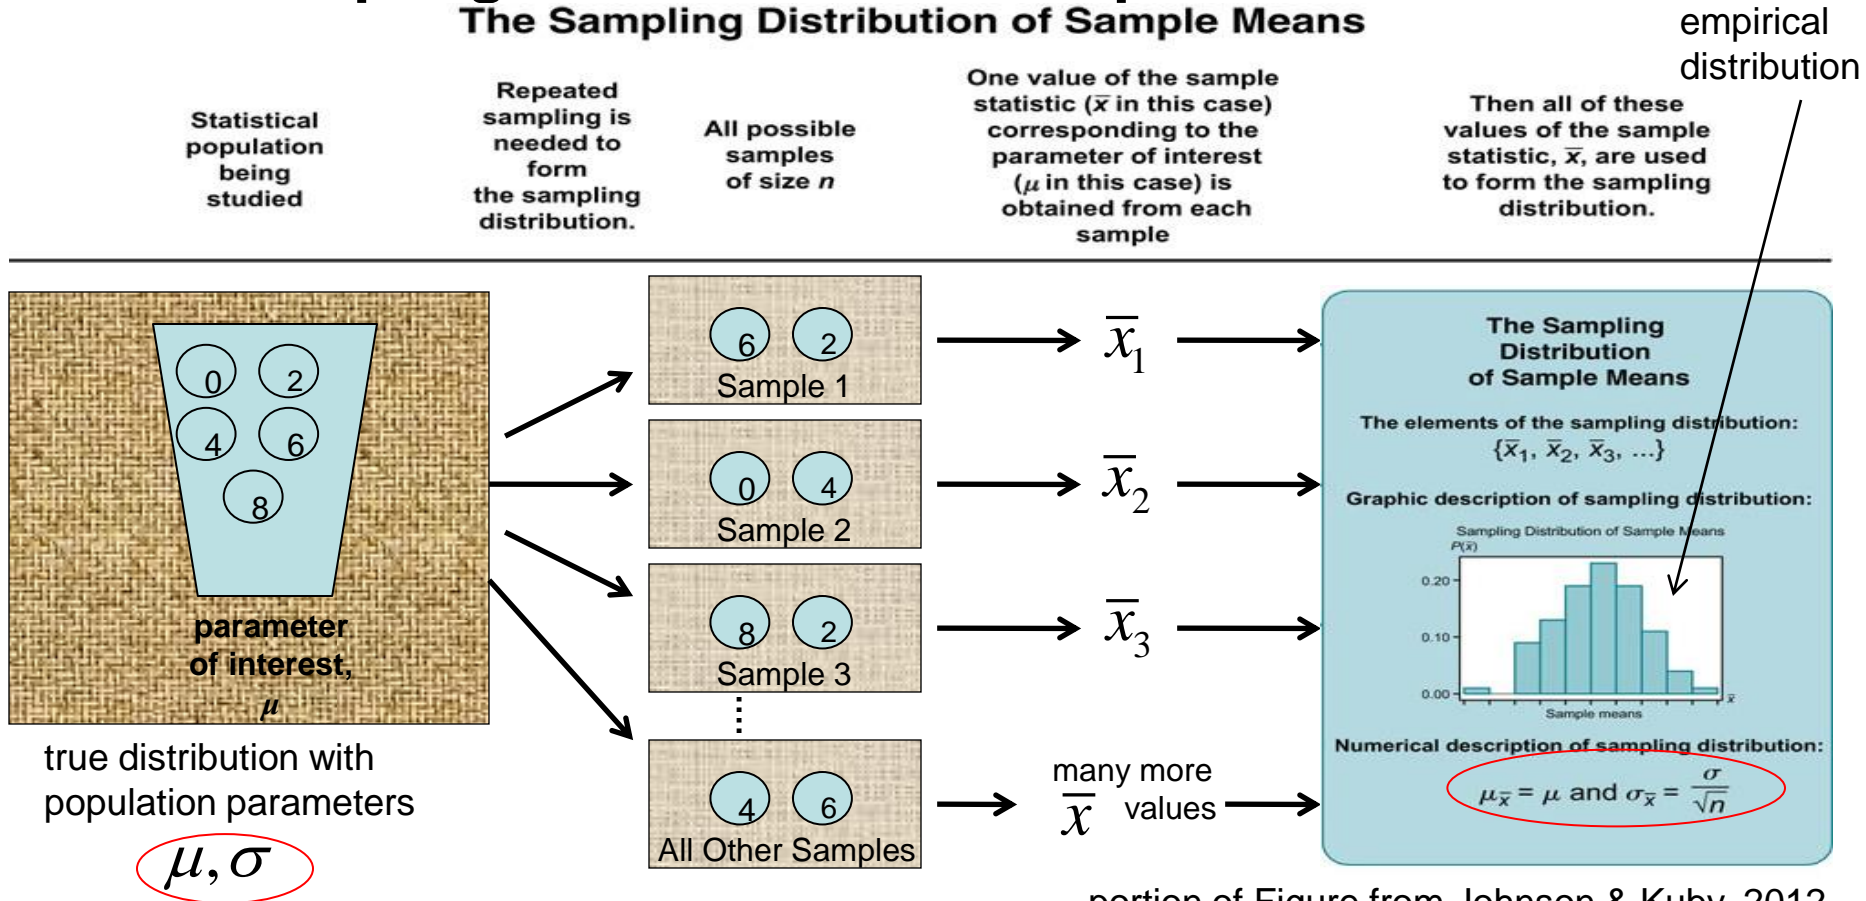 The Sampling Distribution of Sample Means
empirical
distribution
Statistical
population
being
studied
Repeated
sampling is
needed to
form
the sampling
distribution.
All possible
samples
of size n
One value of the sample
statistic (x̅ in this case)
corresponding to the
parameter of interest
(μ in this case) is
obtained from each
sample
Then all of these
values of the sample
statistic, x̅, are used
to form the sampling
distribution.
0 2
4 6
8
parameter
of interest,
μ
true distribution with
population parameters
μ, σ
6 2
Sample 1
0 4
Sample 2
8 2
Sample 3
4 6
All Other Samples
x̅₁
x̅₂
x̅₃
many more
x̅ values
The Sampling
Distribution
of Sample Means
The elements of the sampling distribution:
{x̅₁, x̅₂, x̅₃, ...}
Graphic description of sampling distribution:
Sampling Distribution of Sample Means
P(x̅)
0.20
0.10
0.00
x̅
Sample means
Numerical description of sampling distribution:
μx̅ = μ and σx̅ = σ/√n
portion of Figure from Johnson & Kuby, 2012